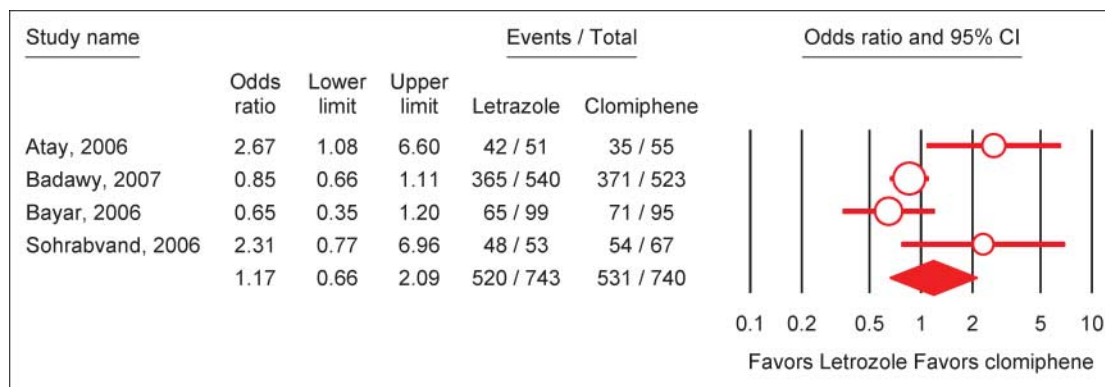 Study name Events / Total Odds ratio and 95% CI
Odds ratio Lower limit Upper limit Letrazole Clomiphene
Atay, 2006 2.67 1.08 6.60 42 / 51 35 / 55
Badawy, 2007 0.85 0.66 1.11 365 / 540 371 / 523
Bayar, 2006 0.65 0.35 1.20 65 / 99 71 / 95
Sohrabvand, 2006 2.31 0.77 6.96 48 / 53 54 / 67
1.17 0.66 2.09 520 / 743 531 / 740
0.1 0.2 0.5 1 2 5 10
Favors Letrozole Favors clomiphene